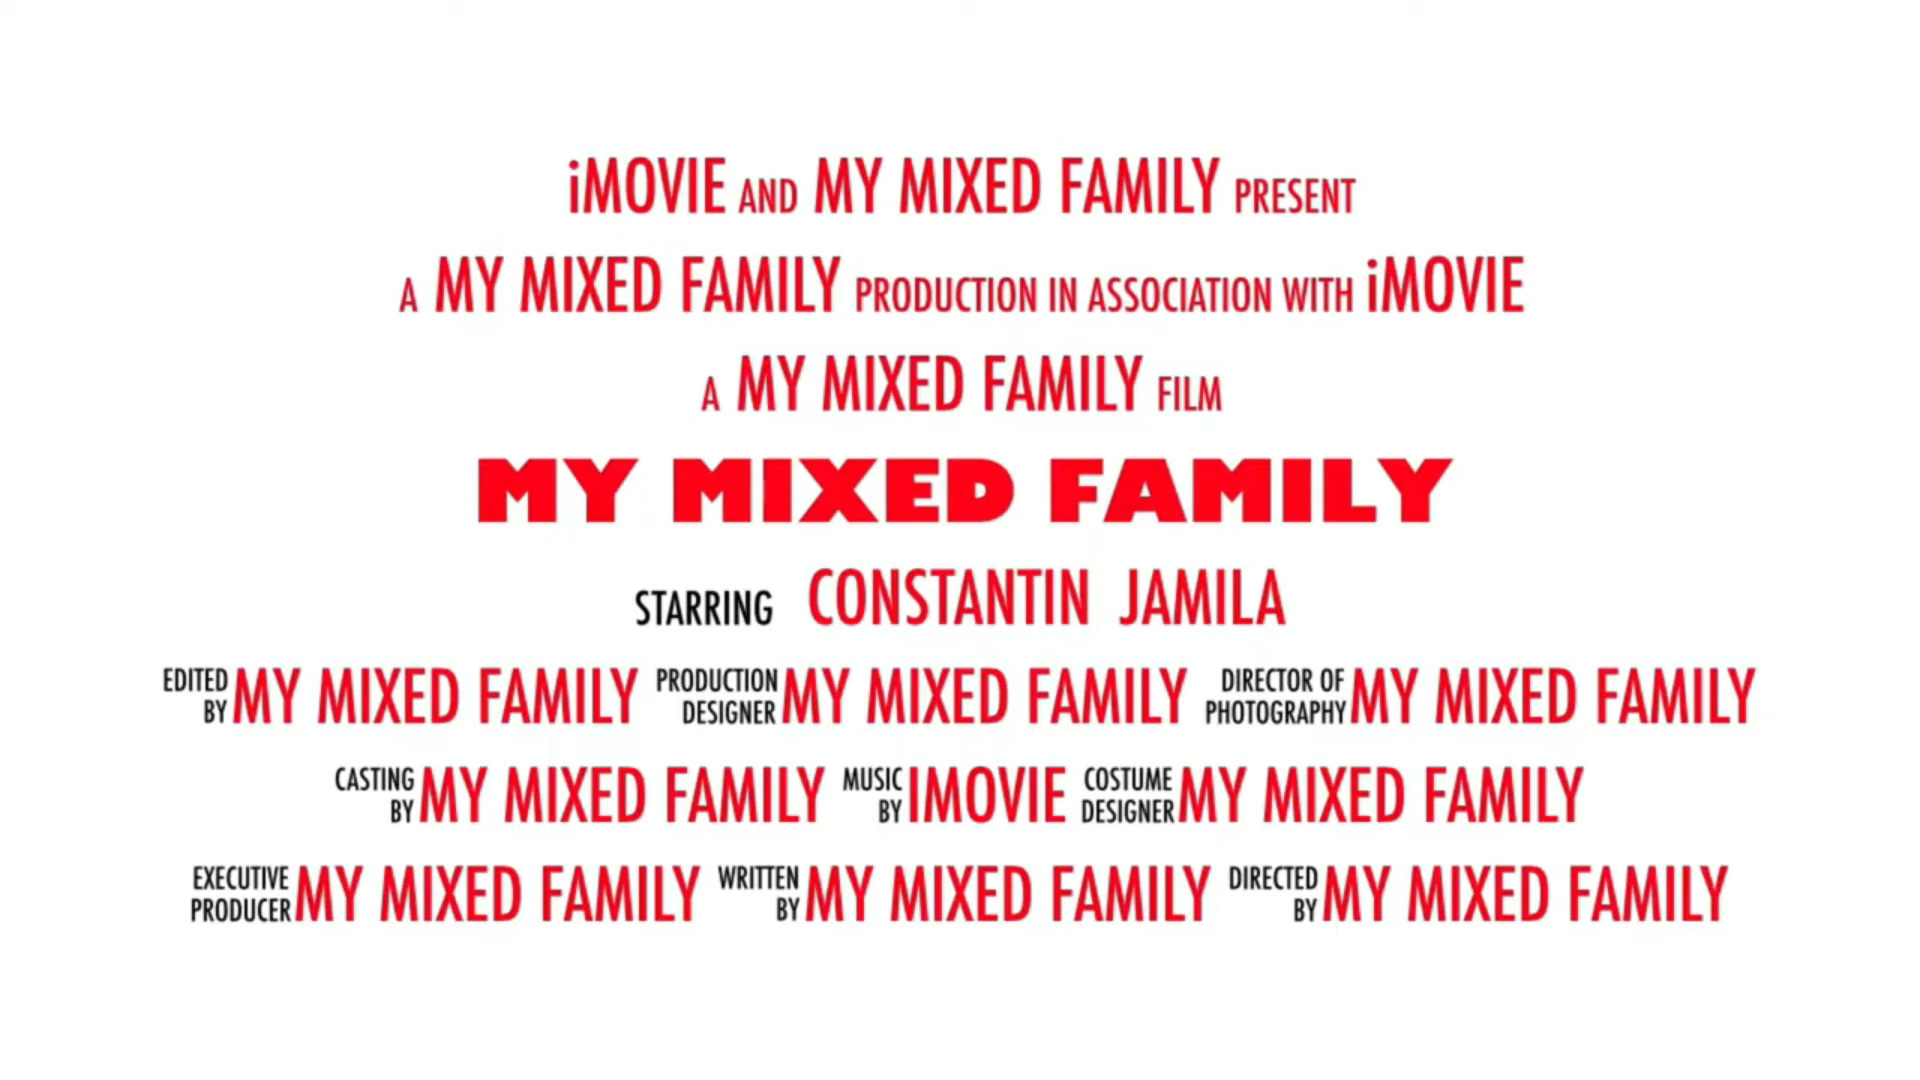 iMOVIE AND MY MIXED FAMILY PRESENT
A MY MIXED FAMILY PRODUCTION IN ASSOCIATION WITH iMOVIE
A MY MIXED FAMILY FILM
MY MIXED FAMILY
STARRING CONSTANTIN JAMILA
EDITED BY MY MIXED FAMILY PRODUCTION DESIGNER MY MIXED FAMILY DIRECTOR OF PHOTOGRAPHY MY MIXED FAMILY
CASTING BY MY MIXED FAMILY MUSIC BY IMOVIE COSTUME DESIGNER MY MIXED FAMILY
EXECUTIVE PRODUCER MY MIXED FAMILY WRITTEN BY MY MIXED FAMILY DIRECTED BY MY MIXED FAMILY